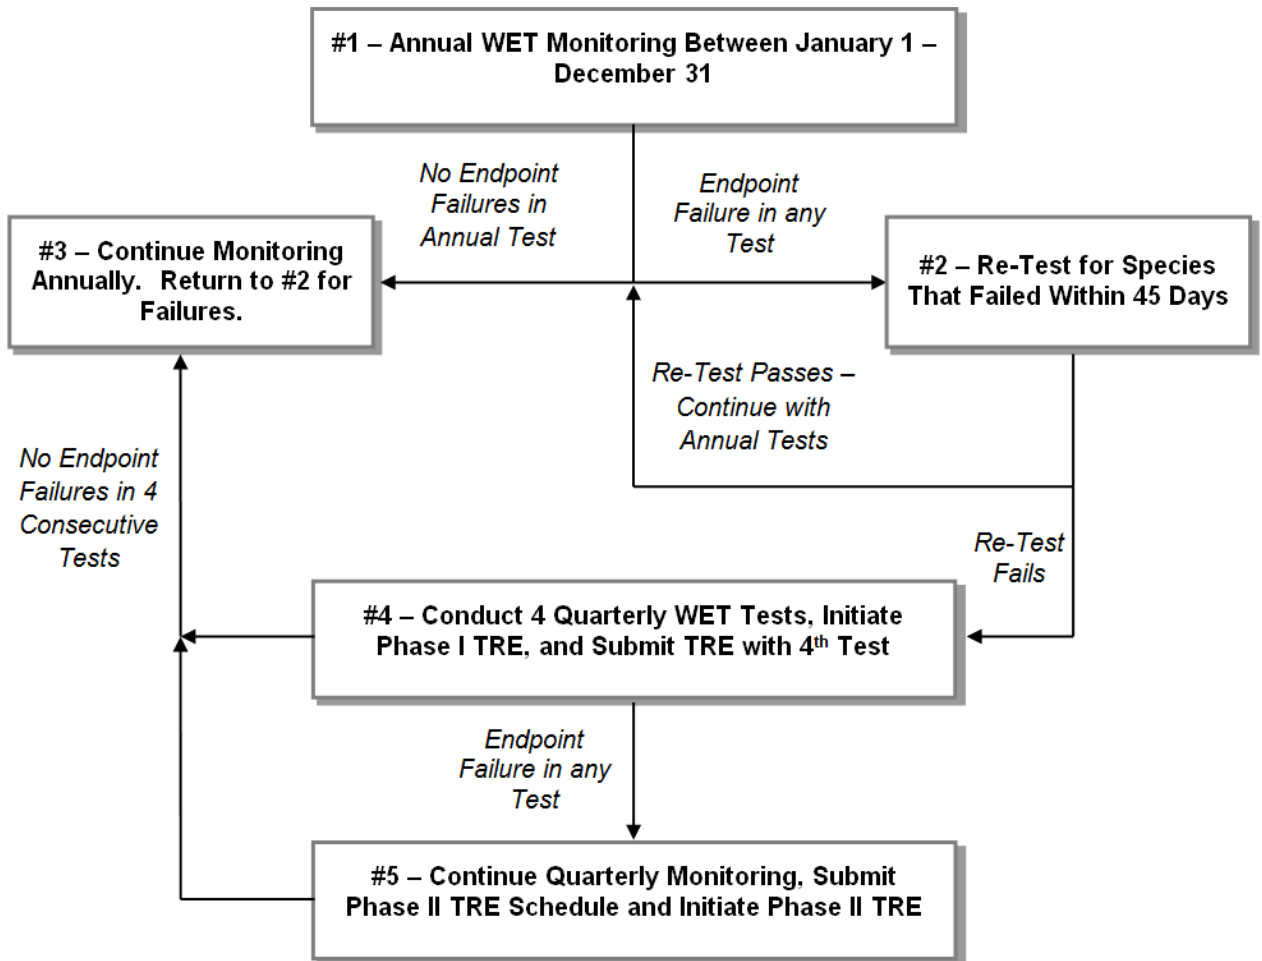 #1 – Annual WET Monitoring Between January 1 –
December 31
No Endpoint
Failures in
Annual Test
Endpoint
Failure in any
Test
#3 – Continue Monitoring
Annually. Return to #2 for
Failures.
#2 – Re-Test for Species
That Failed Within 45 Days
Re-Test Passes –
Continue with
Annual Tests
No Endpoint
Failures in 4
Consecutive
Tests
Re-Test
Fails
#4 – Conduct 4 Quarterly WET Tests, Initiate
Phase I TRE, and Submit TRE with 4th Test
Endpoint
Failure in any
Test
#5 – Continue Quarterly Monitoring, Submit
Phase II TRE Schedule and Initiate Phase II TRE